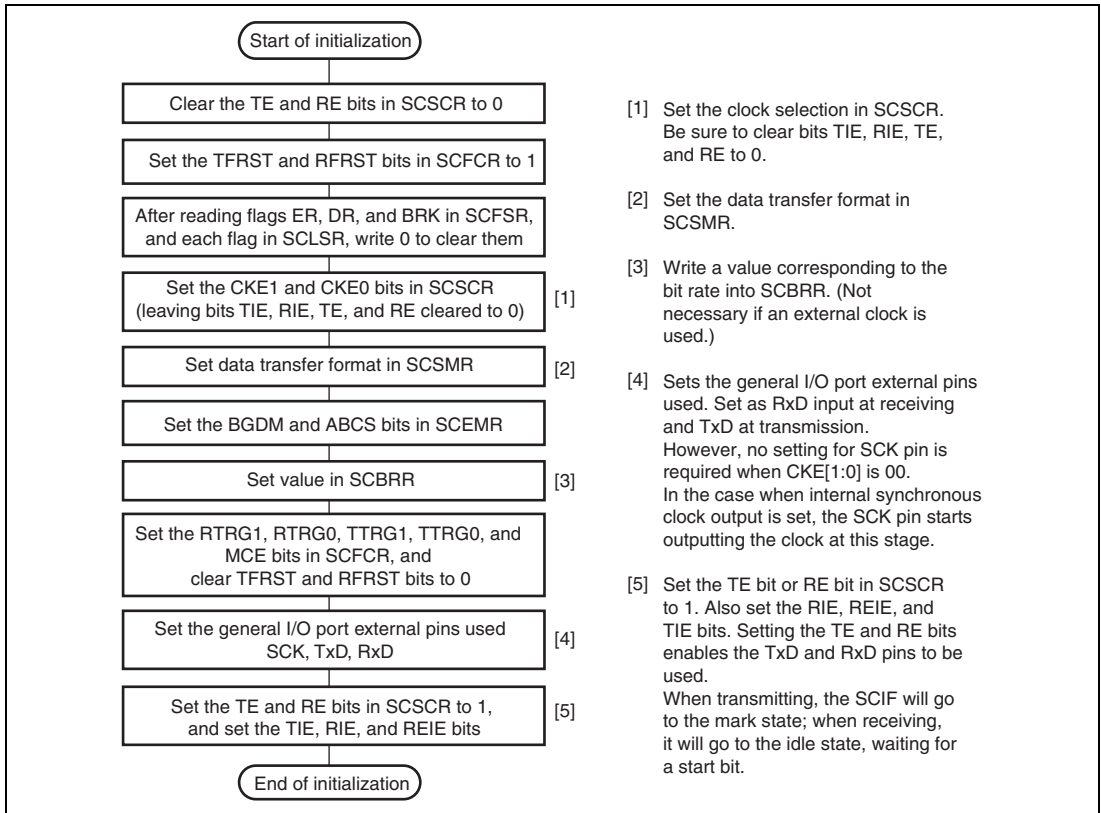 Start of initialization
Clear the TE and RE bits in SCSCR to 0
Set the TFRST and RFRST bits in SCFCR to 1
After reading flags ER, DR, and BRK in SCFSR,
and each flag in SCLSR, write 0 to clear them
Set the CKE1 and CKE0 bits in SCSCR
(leaving bits TIE, RIE, TE, and RE cleared to 0)
[1]
Set data transfer format in SCSMR
[2]
Set the BGDM and ABCS bits in SCEMR
Set value in SCBRR
[3]
Set the RTRG1, RTRG0, TTRG1, TTRG0, and
MCE bits in SCFCR, and
clear TFRST and RFRST bits to 0
Set the general I/O port external pins used
SCK, TxD, RxD
[4]
Set the TE and RE bits in SCSCR to 1,
and set the TIE, RIE, and REIE bits
[5]
End of initialization
[1] Set the clock selection in SCSCR.
Be sure to clear bits TIE, RIE, TE,
and RE to 0.
[2] Set the data transfer format in
SCSMR.
[3] Write a value corresponding to the
bit rate into SCBRR. (Not
necessary if an external clock is
used.)
[4] Sets the general I/O port external pins
used. Set as RxD input at receiving
and TxD at transmission.
However, no setting for SCK pin is
required when CKE[1:0] is 00.
In the case when internal synchronous
clock output is set, the SCK pin starts
outputting the clock at this stage.
[5] Set the TE bit or RE bit in SCSCR
to 1. Also set the RIE, REIE, and
TIE bits. Setting the TE and RE bits
enables the TxD and RxD pins to be
used.
When transmitting, the SCIF will go
to the mark state; when receiving,
it will go to the idle state, waiting for
a start bit.